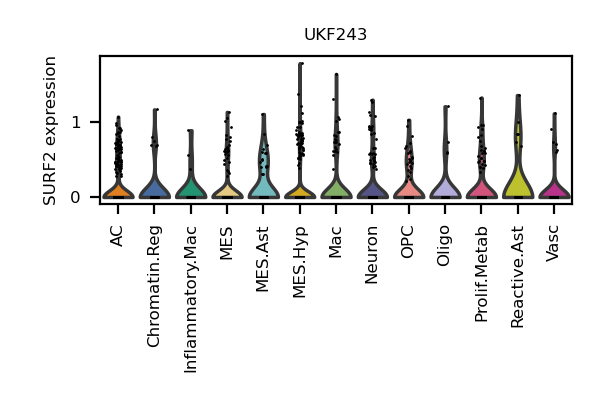 UKF243
SURF2 expression
1
0
AC
Chromatin.Reg
Inflammatory.Mac
MES
MES.Ast
MES.Hyp
Mac
Neuron
OPC
Oligo
Prolif.Metab
Reactive.Ast
Vasc